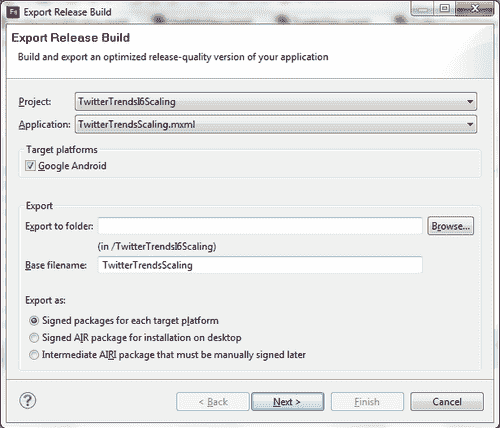 Fb Export Release Build
Export Release Build
Build and export an optimized release-quality version of your application
Project: TwitterTrendsI6Scaling
Application: TwitterTrendsScaling.mxml
Target platforms
Google Android
Export
Export to folder: Browse...
(in /TwitterTrendsI6Scaling)
Base filename: TwitterTrendsScaling
Export as:
Signed packages for each target platform
Signed AIR package for installation on desktop
Intermediate AIRI package that must be manually signed later
? < Back Next > Finish Cancel